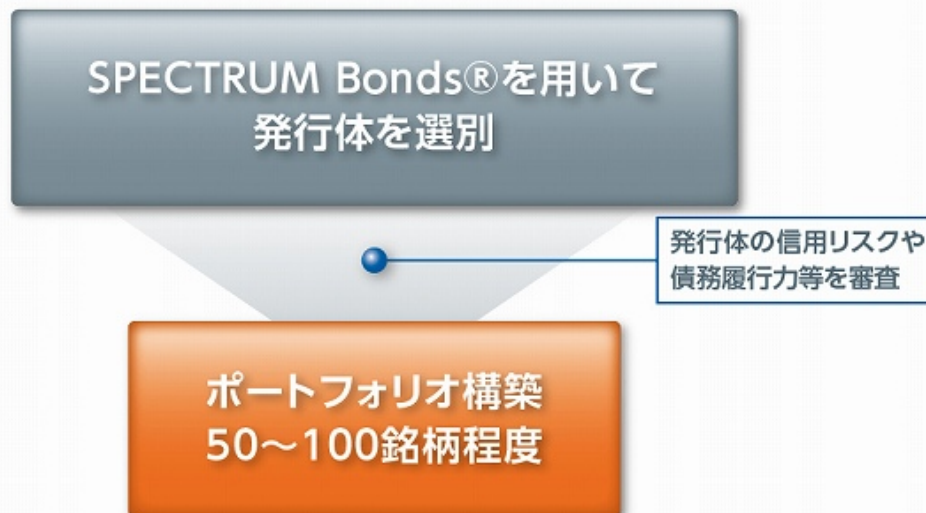 SPECTRUM Bonds®を用いて
発行体を選別
発行体の信用リスクや
債務履行力等を審査
ポートフォリオ構築
50～100銘柄程度